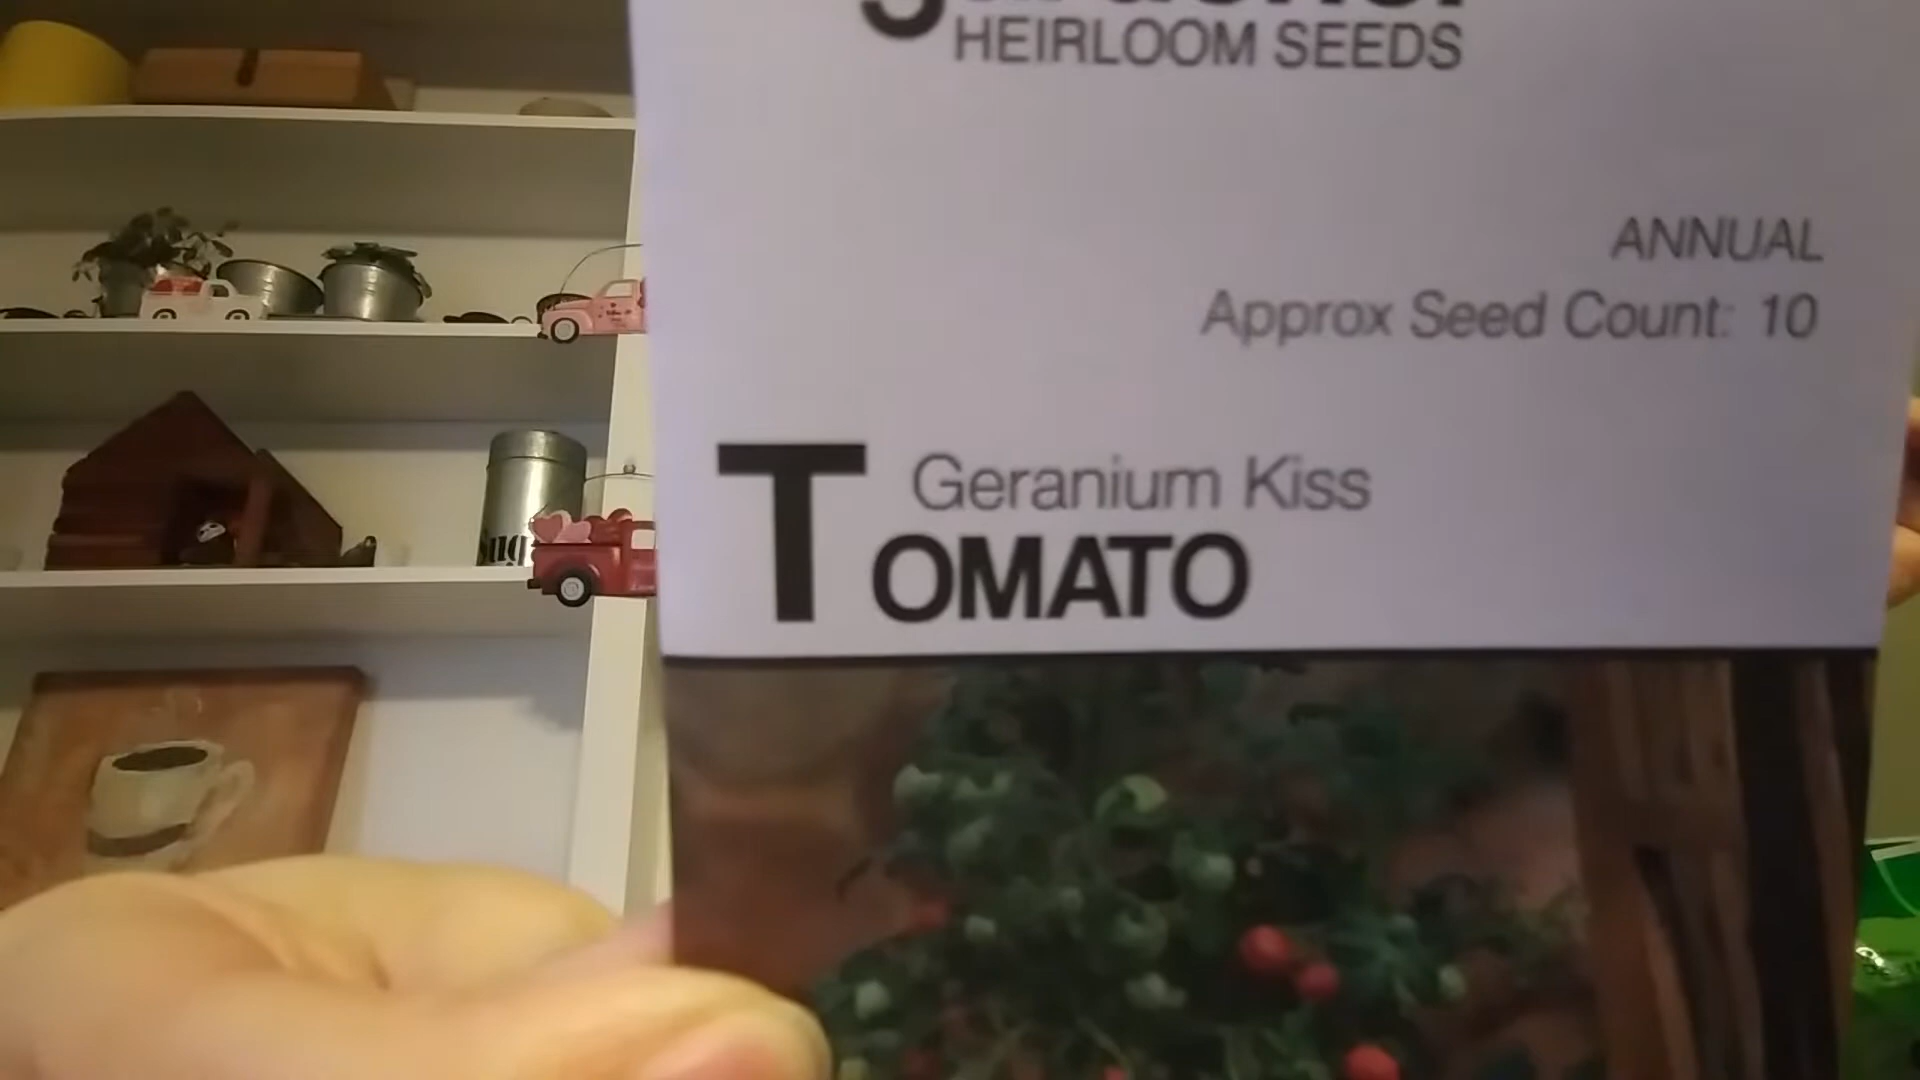 HEIRLOOM SEEDS
ANNUAL
Approx Seed Count: 10
Geranium Kiss
TOMATO